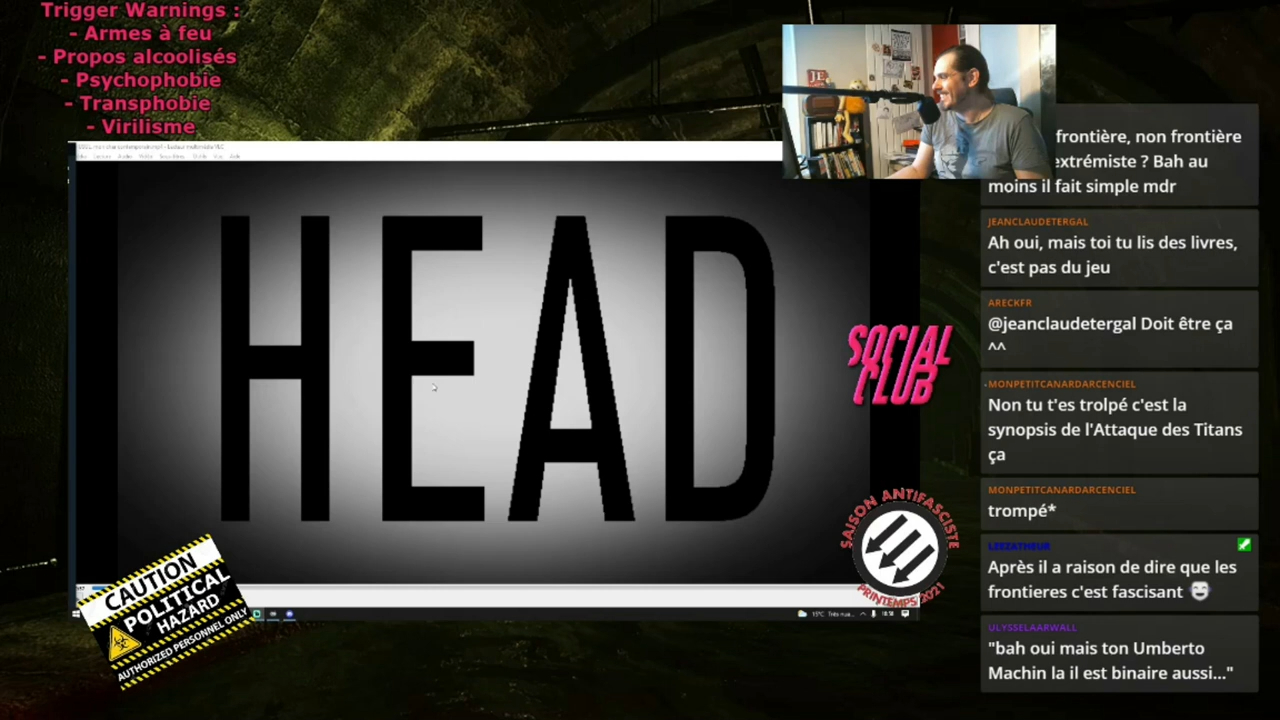 Trigger Warnings :
- Armes à feu
- Propos alcoolisés
- Psychophobie
- Transphobie
- Virilisme
JE
HEAD
SOCIAL
CLUB
SAISON ANTIFASCISTE
PRINTEMPS 2021
CAUTION
POLITICAL
HAZARD
AUTHORIZED PERSONNEL ONLY
15°C
frontière, non frontière
extrémiste ? Bah au
moins il fait simple mdr
JEANCLAUDETERGAL
Ah oui, mais toi tu lis des livres,
c'est pas du jeu
ARECKFR
@jeanclaudetergal Doit être ça
^^
MONPETITCANARDARCENCIEL
Non tu t'es trolpé c'est la
synopsis de l'Attaque des Titans
ça
MONPETITCANARDARCENCIEL
trompé*
Après il a raison de dire que les
frontieres c'est fascisant
ULYSSELAARWALL
"bah oui mais ton Umberto
Machin la il est binaire aussi..."